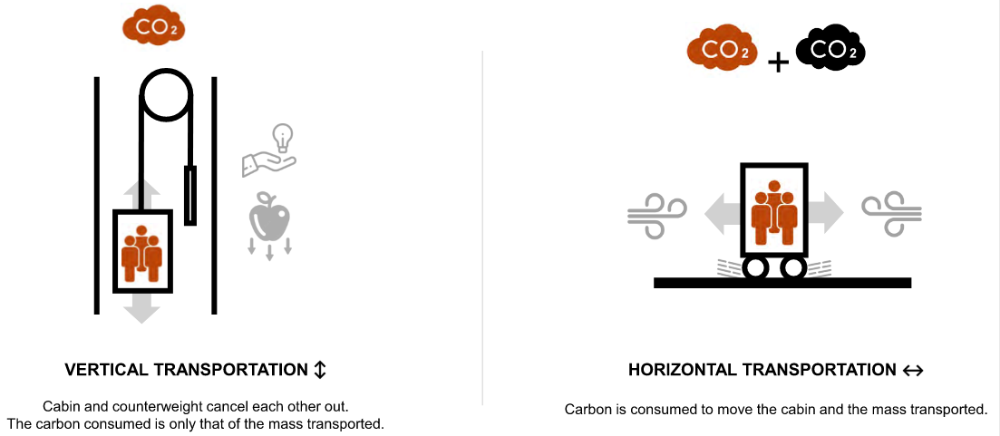 CO2
VERTICAL TRANSPORTATION ↕
Cabin and counterweight cancel each other out.
The carbon consumed is only that of the mass transported.
CO2 + CO2
HORIZONTAL TRANSPORTATION ↔
Carbon is consumed to move the cabin and the mass transported.